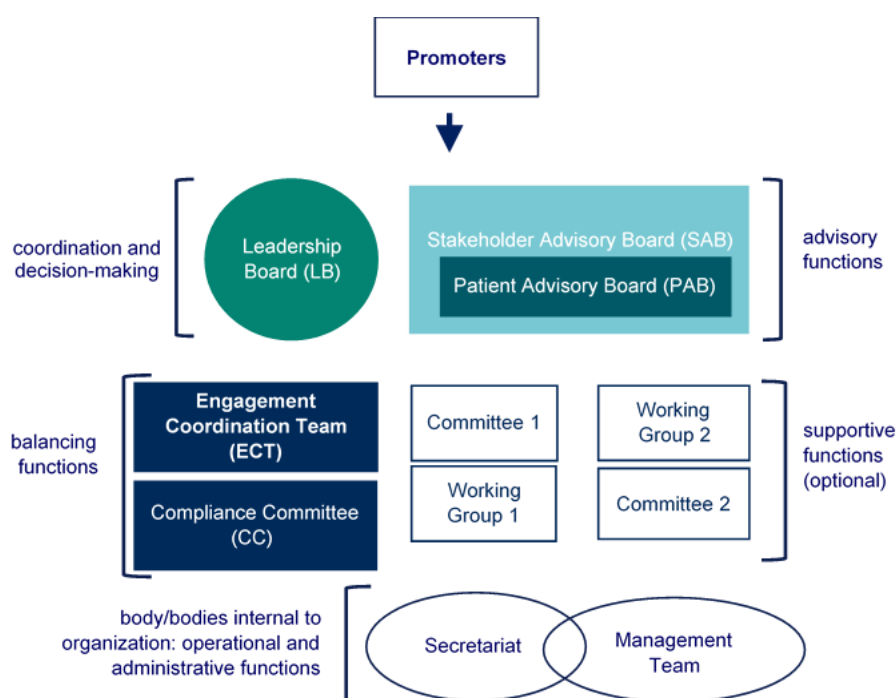 Promoters
coordination and
decision-making
Leadership
Board (LB)
Stakeholder Advisory Board (SAB)
Patient Advisory Board (PAB)
advisory
functions
balancing
functions
Engagement
Coordination Team
(ECT)
Compliance Committee
(CC)
Committee 1
Working
Group 1
Working
Group 2
Committee 2
supportive
functions
(optional)
body/bodies internal to
organization: operational and
administrative functions
Secretariat
Management
Team